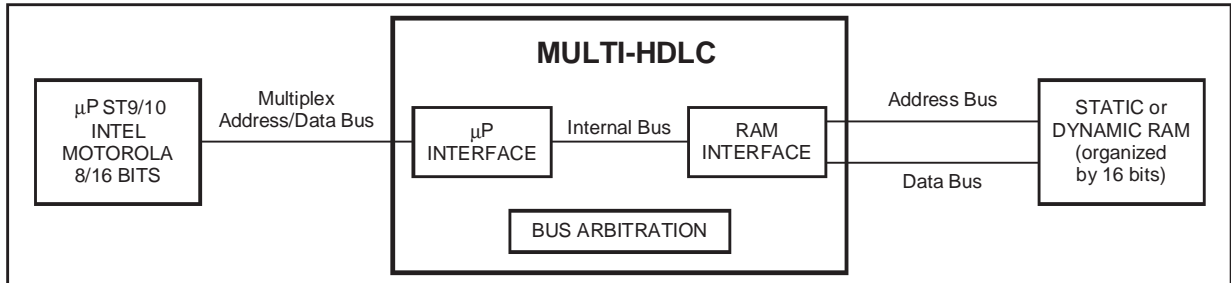 MULTI-HDLC
µP ST9/10
INTEL
MOTOROLA
8/16 BITS
Multiplex
Address/Data Bus
µP
INTERFACE
Internal Bus
RAM
INTERFACE
Address Bus
Data Bus
STATIC or
DYNAMIC RAM
(organized
by 16 bits)
BUS ARBITRATION